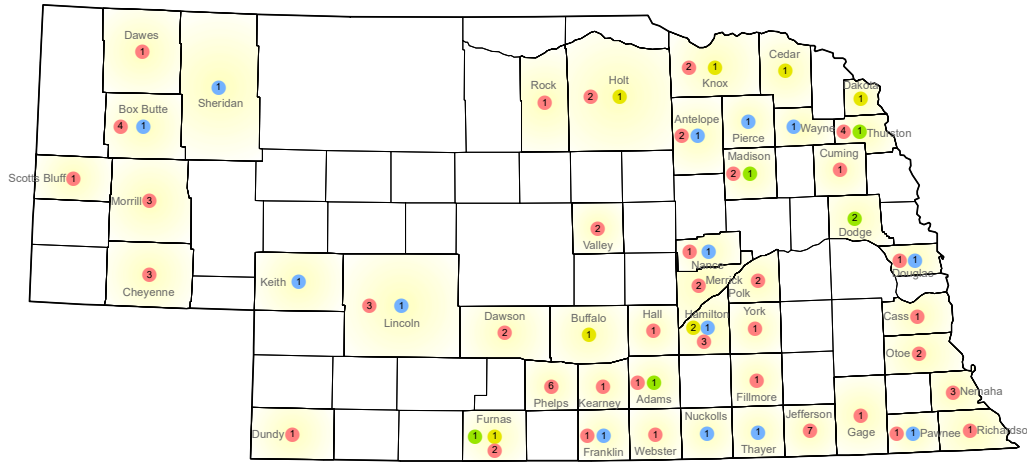 Dawes
1
Cedar
1
Knox
2 1
Holt
2 1
Rock
1
Sheridan
1
Dakota
1
Box Butte
4 1
Antelope
2 1
Pierce
1
1 Wayne
4 1 Thurston
Madison
2 1
Cuming
1
Scotts Bluff 1
Morrill 3
Dodge
2
Valley
2
Nance
1 1
Douglas
1 1
Cheyenne
3
Keith 1
Merrick
2
Polk
2
Lincoln
3 1
Dawson
2
Buffalo
1
Hall
1
Hamilton
2 1
3
York
1
Cass 1
Otoe 2
Phelps
6
Kearney
1
Adams
1 1
Fillmore
1
3 Nemaha
Dundy 1
Furnas
1 1
2
Franklin
1 1
Webster
1
Nuckolls
1
Thayer
1
Jefferson
7
Gage
1
1 1 Pawnee
1 Richardso